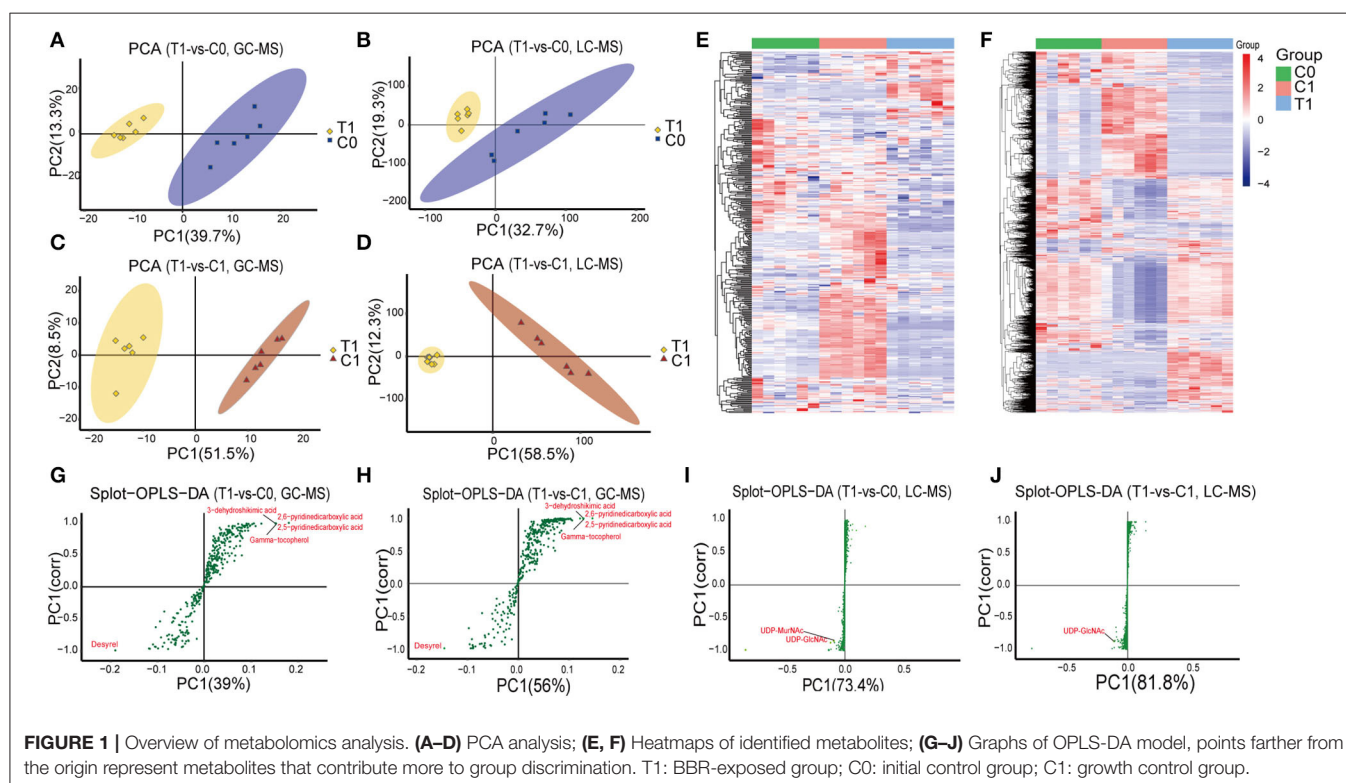 A
PCA (T1-vs-C0, GC-MS)
PC2(13.3%)
20
0
−20
−20
−10
0
10
20
PC1(39.7%)
T1
C0
B
PCA (T1-vs-C0, LC-MS)
PC2(19.3%)
100
0
−100
−200
−100
0
100
200
PC1(32.7%)
T1
C0
C
PCA (T1-vs-C1, GC-MS)
PC2(8.5%)
20
10
0
−10
−20
−20
−10
0
10
20
PC1(51.5%)
T1
C1
D
PCA (T1-vs-C1, LC-MS)
PC2(12.3%)
100
0
−100
0
100
PC1(58.5%)
T1
C1
E
F
Group
4
2
0
−2
−4
Group
C0
C1
T1
G
Splot−OPLS−DA (T1-vs-C0, GC-MS)
3-dehydroshikimic acid
2,6-pyridinedicarboxylic acid
2,5-pyridinedicarboxylic acid
Gamma-tocopherol
Desyrel
PC1(corr)
1.0
0.5
0.0
−0.5
−1.0
−0.2
−0.1
0.0
0.1
0.2
PC1(39%)
H
Splot−OPLS−DA (T1-vs-C1, GC-MS)
3-dehydroshikimic acid
2,6-pyridinedicarboxylic acid
2,5-pyridinedicarboxylic acid
Gamma-tocopherol
Desyrel
PC1(corr)
1.0
0.5
0.0
−0.5
−1.0
−0.2
−0.1
0.0
0.1
0.2
PC1(56%)
I
Splot-OPLS-DA (T1-vs-C0, LC-MS)
UDP-MurNAc
UDP-GlcNAc
PC1(corr)
1.0
0.5
0.0
−0.5
−1.0
−0.5
0.0
0.5
PC1(73.4%)
J
Splot-OPLS-DA (T1-vs-C1, LC-MS)
UDP-GlcNAc
PC1(corr)
1.0
0.5
0.0
−0.5
−1.0
−0.5
0.0
0.5
PC1(81.8%)
FIGURE 1 | Overview of metabolomics analysis. (A–D) PCA analysis; (E, F) Heatmaps of identified metabolites; (G–J) Graphs of OPLS-DA model, points farther from
the origin represent metabolites that contribute more to group discrimination. T1: BBR-exposed group; C0: initial control group; C1: growth control group.